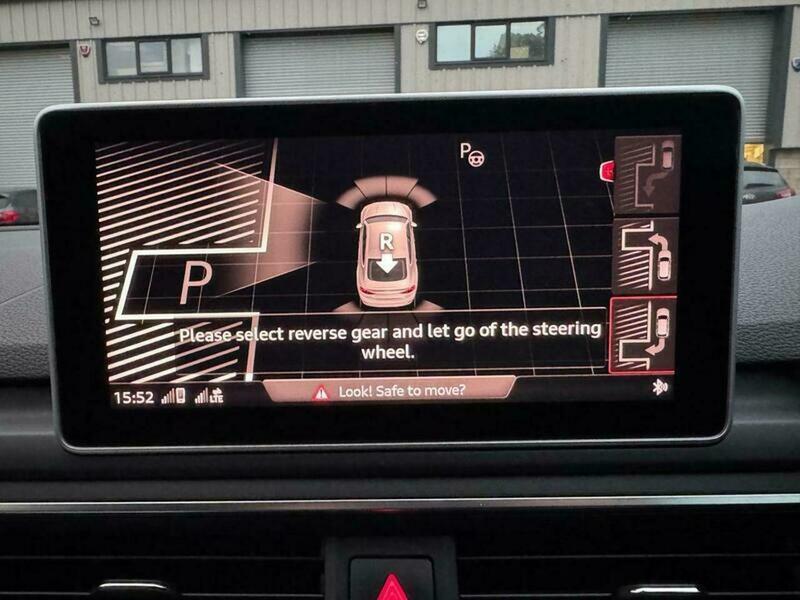 P
R
P
Please select reverse gear and let go of the steering
wheel.
15:52 LTE Look! Safe to move?